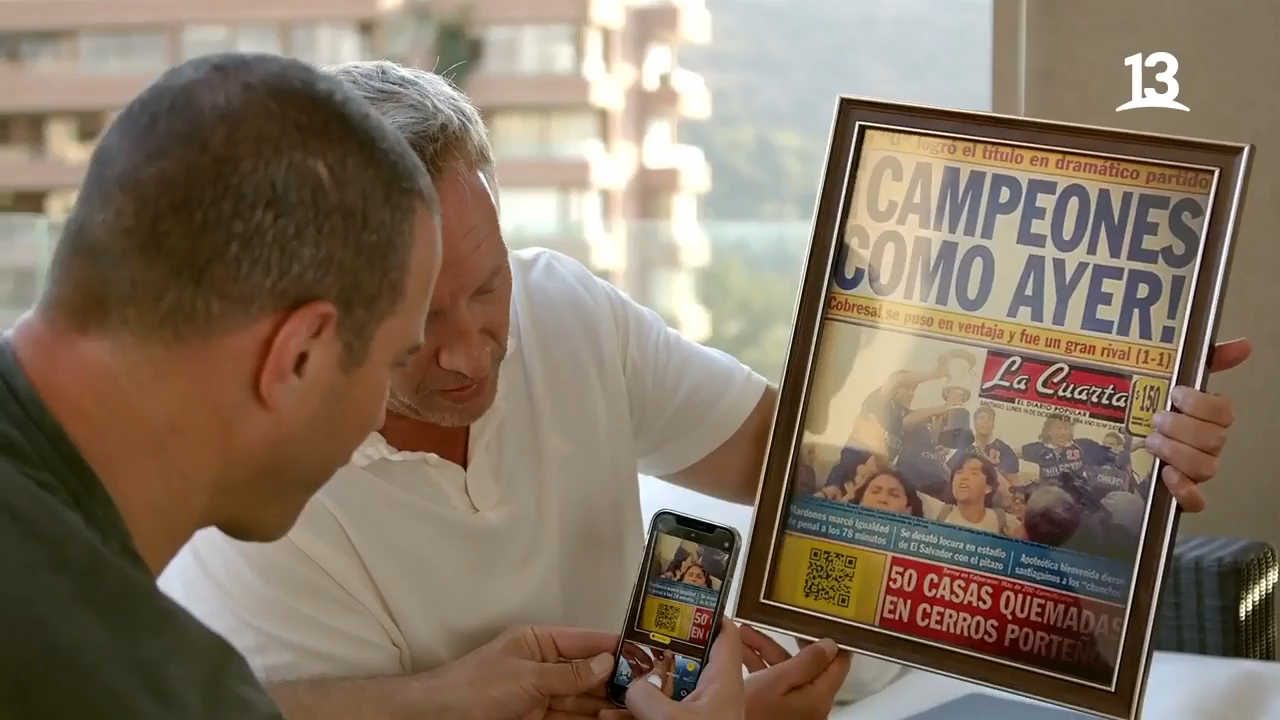 13
logró el título en dramático partido
¡CAMPEONES
COMO AYER!
Cobresal se puso en ventaja y fue un gran rival (1-1)
La Cuarta
$150
EL DIARIO POPULAR
Mardones marcó igualdad
de penal a los 78 minutos
Se desató locura en estadio
de El Salvador con el pitazo
Apoteótica bienvenida dieron
santiaguinos a los "chunchos
50 CASAS QUEMADAS
EN CERROS PORTEÑ